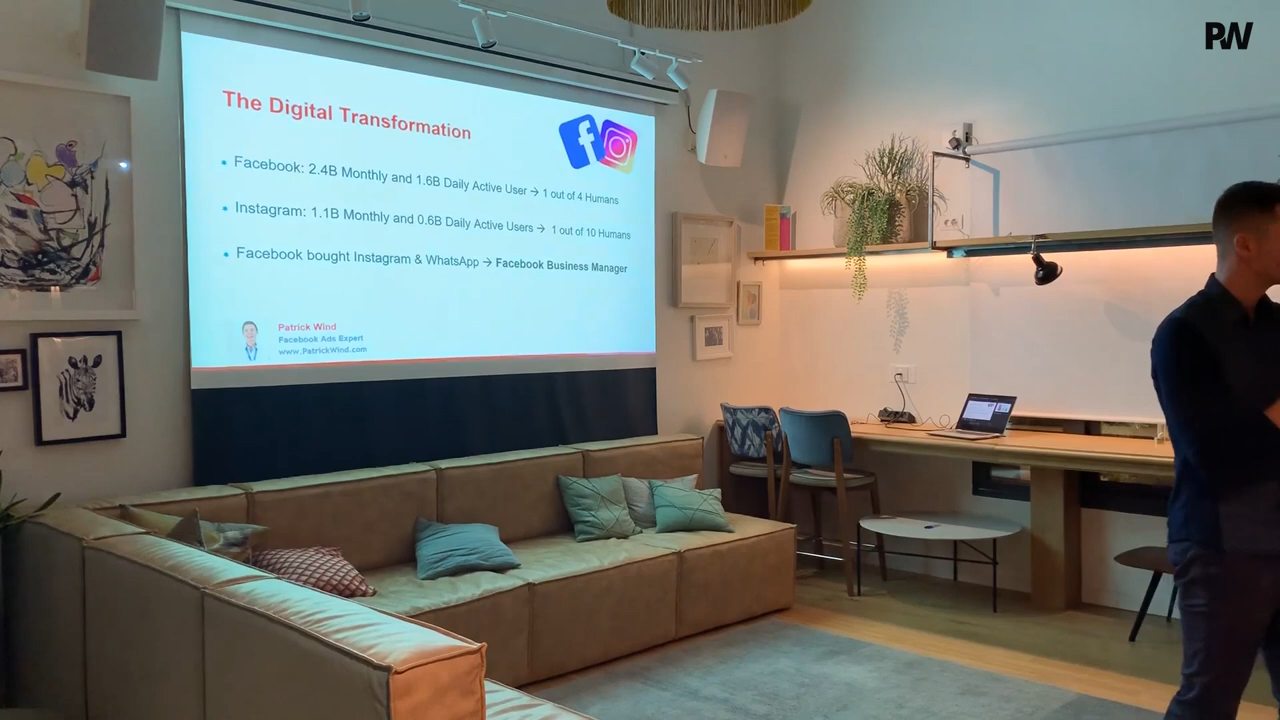 PW
The Digital Transformation
Facebook: 2.4B Monthly and 1.6B Daily Active User → 1 out of 4 Humans
Instagram: 1.1B Monthly and 0.6B Daily Active Users → 1 out of 10 Humans
Facebook bought Instagram & WhatsApp → Facebook Business Manager
Patrick Wind
Facebook Ads Expert
www.PatrickWind.com